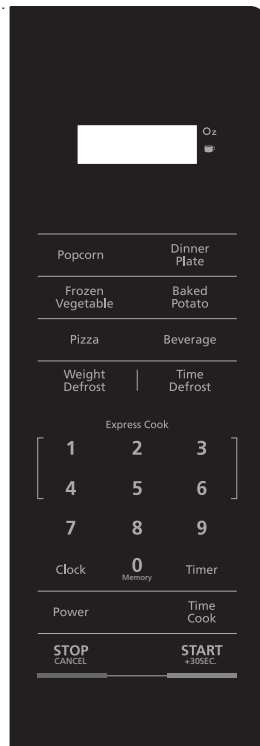 Oz
Popcorn
Dinner
Plate
Frozen
Vegetable
Baked
Potato
Pizza
Beverage
Weight
Defrost
Time
Defrost
Express Cook
1 2 3
4 5 6
7 8 9
Clock
0
Memory
Timer
Power
Time
Cook
STOP
CANCEL
START
+30SEC.